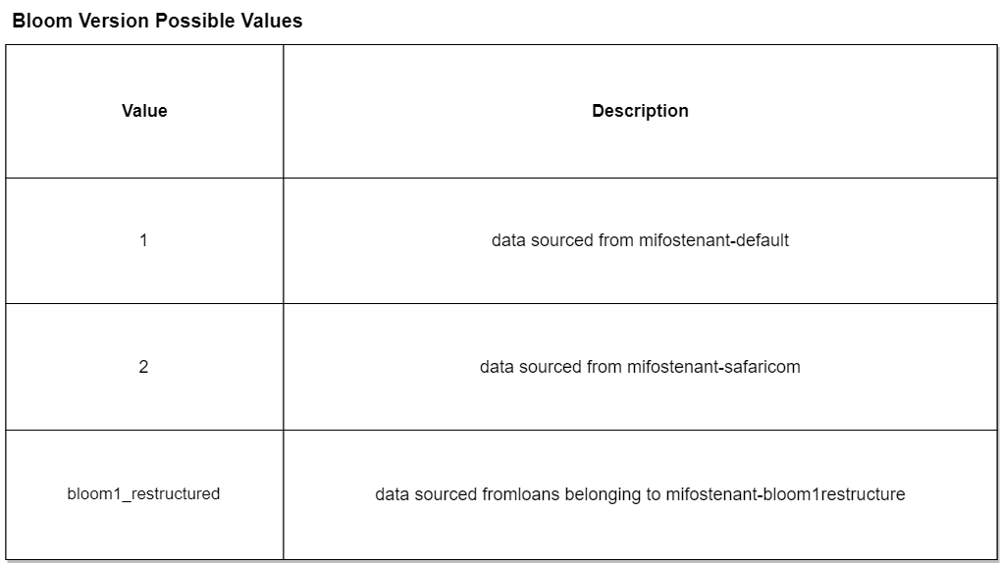 Bloom Version Possible Values
Value
Description
1
data sourced from mifostenant-default
2
data sourced from mifostenant-safaricom
bloom1_restructured
data sourced fromloans belonging to mifostenant-bloom1restructure